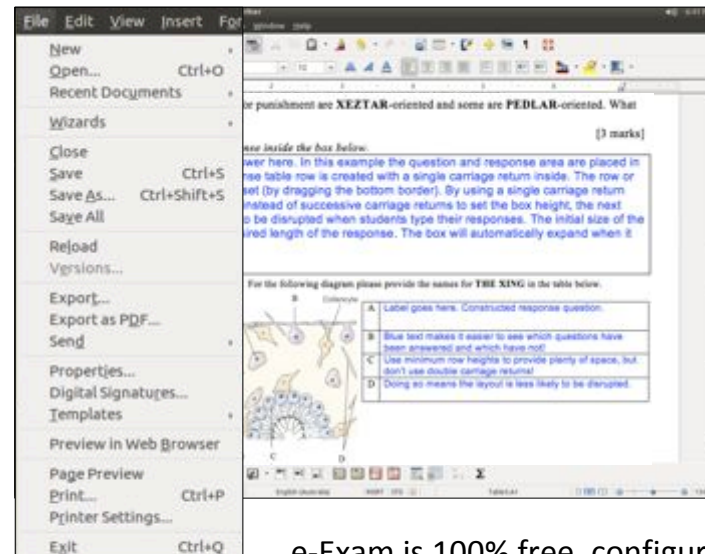 File Edit View Insert For
New
Open... Ctrl+O
Recent Documents
Wizards
Close
Save Ctrl+S
Save As... Ctrl+Shift+S
Save All
Reload
Versions...
Export...
Export as PDF...
Send
Properties...
Digital Signatures...
Templates
Preview in Web Browser
Page Preview
Print... Ctrl+P
Printer Settings...
Exit Ctrl+Q
or punishment are XEZTAR-oriented and some are PEDLAR-oriented. What
[3 marks]
nse inside the box below.
wer here. In this example the question and response area are placed in
nse table row is created with a single carriage return inside. The row or
set (by dragging the bottom border). By using a single carriage return
instead of successive carriage returns to set the box height, the next
o be disrupted when students type their responses. The initial size of the
ired length of the response. The box will automatically expand when it
For the following diagram please provide the names for THE XING in the table below.
B
A Label goes here. Constructed response question.
B Blue text makes it easier to see which questions have
been answered and which have not!
C Use minimum row heights to provide plenty of space, but
don't use double carriage returns!
D Doing so means the layout is less likely to be disrupted.
C D
e-Exam is 100% free, configur